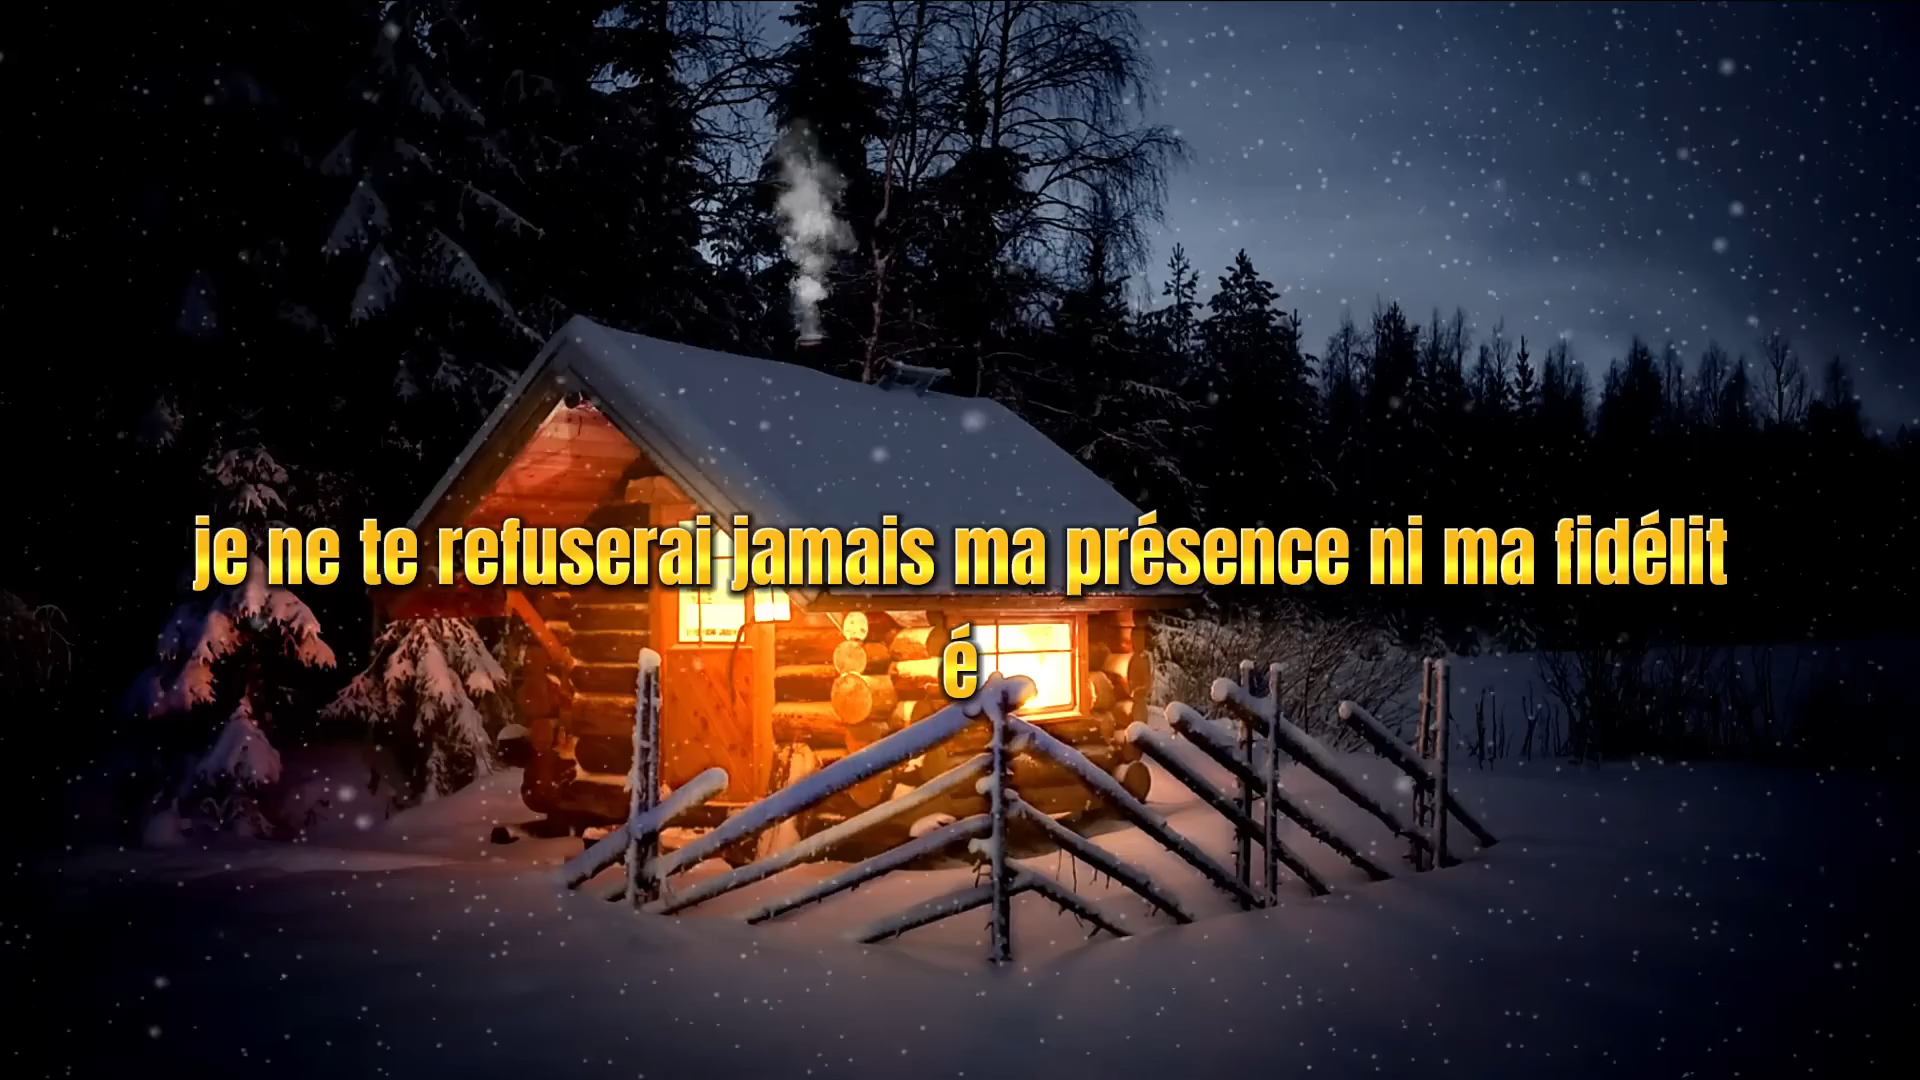 je ne te refuserai jamais ma présence ni ma fidélit
é